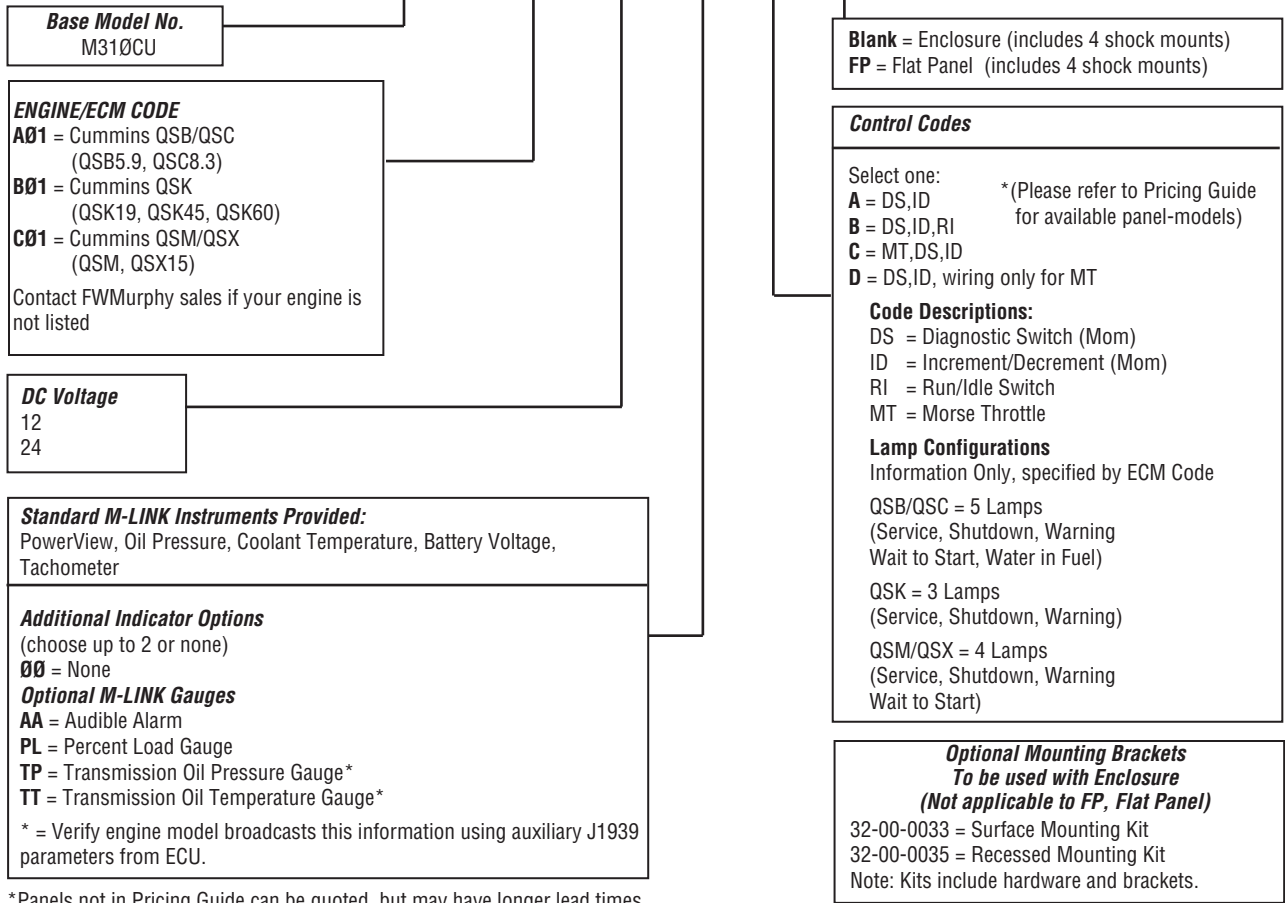 Base Model No.
M31ØCU
ENGINE/ECM CODE
AØ1 = Cummins QSB/QSC
(QSB5.9, QSC8.3)
BØ1 = Cummins QSK
(QSK19, QSK45, QSK60)
CØ1 = Cummins QSM/QSX
(QSM, QSX15)
Contact FWMurphy sales if your engine is
not listed
DC Voltage
12
24
Standard M-LINK Instruments Provided:
PowerView, Oil Pressure, Coolant Temperature, Battery Voltage,
Tachometer
Additional Indicator Options
(choose up to 2 or none)
ØØ = None
Optional M-LINK Gauges
AA = Audible Alarm
PL = Percent Load Gauge
TP = Transmission Oil Pressure Gauge*
TT = Transmission Oil Temperature Gauge*
* = Verify engine model broadcasts this information using auxiliary J1939
parameters from ECU.
*Panels not in Pricing Guide can be quoted, but may have longer lead times
Blank = Enclosure (includes 4 shock mounts)
FP = Flat Panel (includes 4 shock mounts)
Control Codes
Select one:
A = DS,ID
B = DS,ID,RI
C = MT,DS,ID
D = DS,ID, wiring only for MT
*(Please refer to Pricing Guide
for available panel-models)
Code Descriptions:
DS = Diagnostic Switch (Mom)
ID = Increment/Decrement (Mom)
RI = Run/Idle Switch
MT = Morse Throttle
Lamp Configurations
Information Only, specified by ECM Code
QSB/QSC = 5 Lamps
(Service, Shutdown, Warning
Wait to Start, Water in Fuel)
QSK = 3 Lamps
(Service, Shutdown, Warning)
QSM/QSX = 4 Lamps
(Service, Shutdown, Warning
Wait to Start)
Optional Mounting Brackets
To be used with Enclosure
(Not applicable to FP, Flat Panel)
32-00-0033 = Surface Mounting Kit
32-00-0035 = Recessed Mounting Kit
Note: Kits include hardware and brackets.